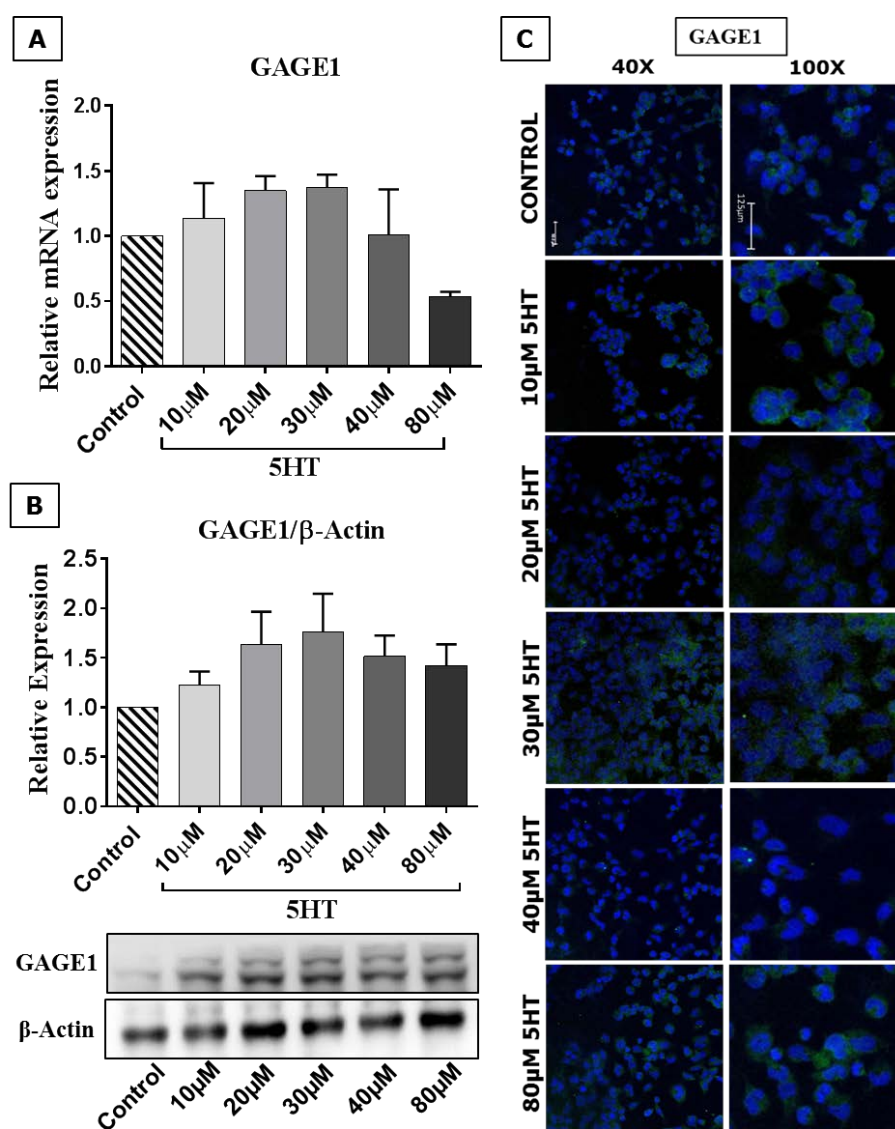 A
GAGE1
Relative mRNA expression
2.0
1.5
1.0
0.5
0.0
Control
10μM
20μM
30μM
40μM
80μM
5HT
B
GAGE1/β-Actin
Relative Expression
2.5
2.0
1.5
1.0
0.5
0.0
Control
10μM
20μM
30μM
40μM
80μM
5HT
GAGE1
β-Actin
Control
10μM
20μM
30μM
40μM
80μM
C
GAGE1
40X
100X
CONTROL
125μm
10μM 5HT
20μM 5HT
30μM 5HT
40μM 5HT
80μM 5HT